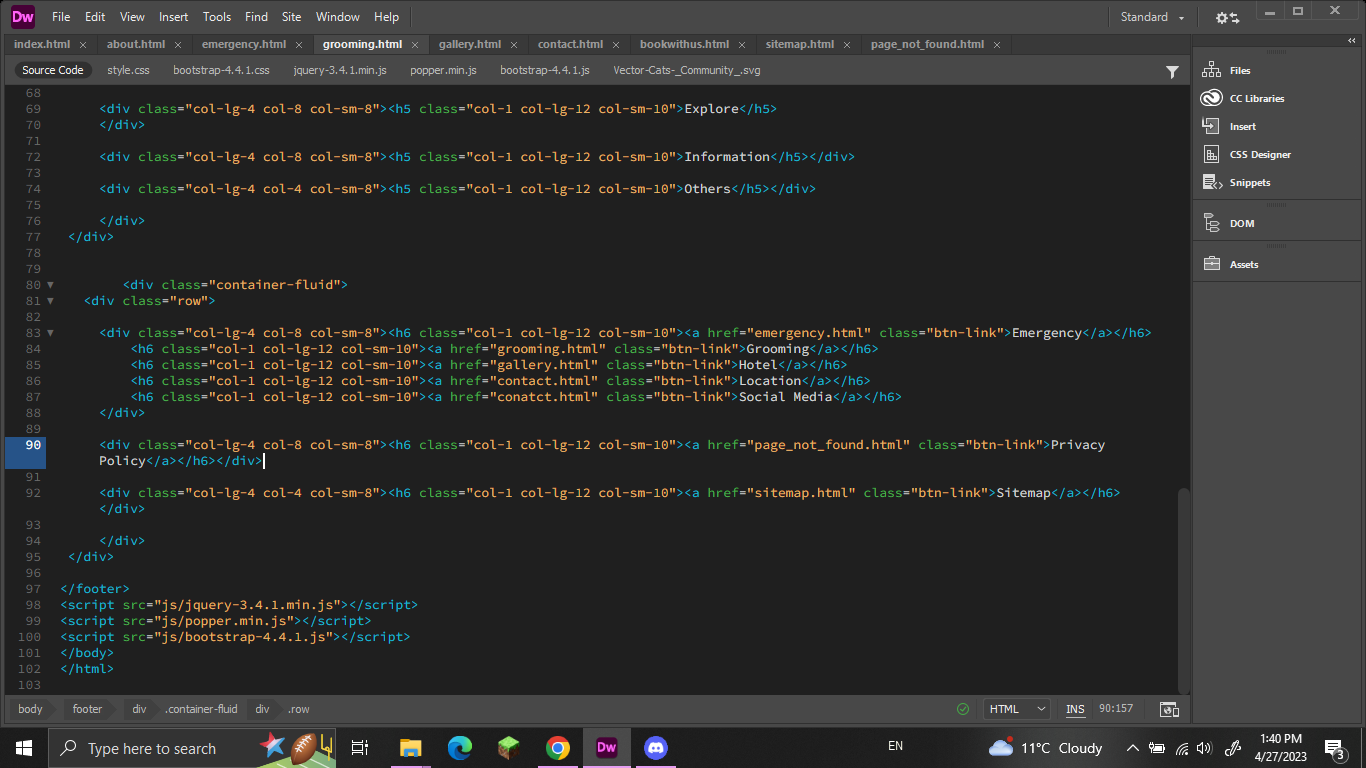 Dw File Edit View Insert Tools Find Site Window Help Standard
index.html about.html emergency.html grooming.html gallery.html contact.html bookwithus.html sitemap.html page_not_found.html
Source Code style.css bootstrap-4.4.1.css jquery-3.4.1.min.js popper.min.js bootstrap-4.4.1.js Vector-Cats-_Community_.svg
68
69 <div class="col-lg-4 col-8 col-sm-8"><h5 class="col-1 col-lg-12 col-sm-10">Explore</h5>
70 </div>
71
72 <div class="col-lg-4 col-8 col-sm-8"><h5 class="col-1 col-lg-12 col-sm-10">Information</h5></div>
73
74 <div class="col-lg-4 col-4 col-sm-8"><h5 class="col-1 col-lg-12 col-sm-10">Others</h5></div>
75
76 </div>
77 </div>
78
79
80 <div class="container-fluid">
81 <div class="row">
82
83 <div class="col-lg-4 col-8 col-sm-8"><h6 class="col-1 col-lg-12 col-sm-10"><a href="emergency.html" class="btn-link">Emergency</a></h6>
84 <h6 class="col-1 col-lg-12 col-sm-10"><a href="grooming.html" class="btn-link">Grooming</a></h6>
85 <h6 class="col-1 col-lg-12 col-sm-10"><a href="gallery.html" class="btn-link">Hotel</a></h6>
86 <h6 class="col-1 col-lg-12 col-sm-10"><a href="contact.html" class="btn-link">Location</a></h6>
87 <h6 class="col-1 col-lg-12 col-sm-10"><a href="conatct.html" class="btn-link">Social Media</a></h6>
88 </div>
89
90 <div class="col-lg-4 col-8 col-sm-8"><h6 class="col-1 col-lg-12 col-sm-10"><a href="page_not_found.html" class="btn-link">Privacy
Policy</a></h6></div>
91
92 <div class="col-lg-4 col-4 col-sm-8"><h6 class="col-1 col-lg-12 col-sm-10"><a href="sitemap.html" class="btn-link">Sitemap</a></h6>
</div>
93
94 </div>
95 </div>
96
97 </footer>
98 <script src="js/jquery-3.4.1.min.js"></script>
99 <script src="js/popper.min.js"></script>
100 <script src="js/bootstrap-4.4.1.js"></script>
101 </body>
102 </html>
103
Files
CC Libraries
Insert
CSS Designer
Snippets
DOM
Assets
body footer div .container-fluid div .row HTML INS 90:157
Type here to search Dw EN 11°C Cloudy 1:40 PM
4/27/2023 3